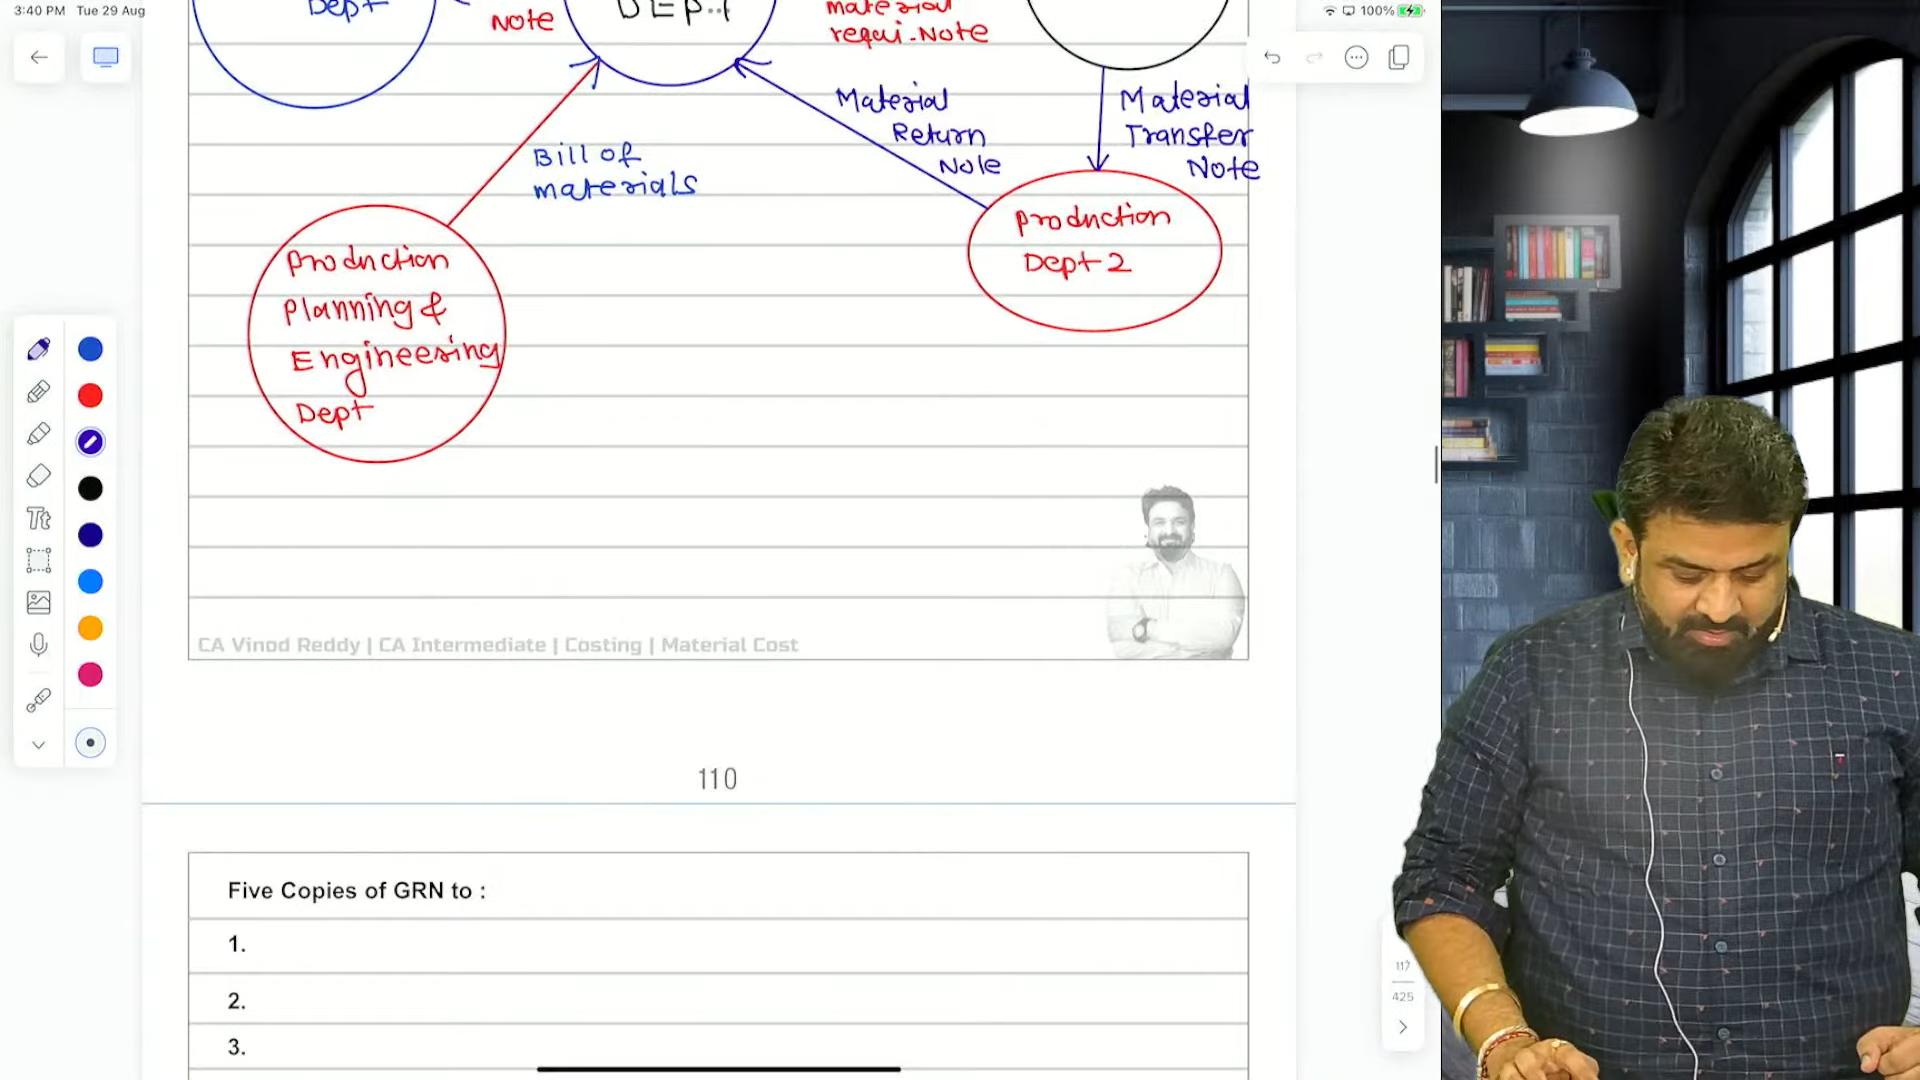 3:40 PM Tue 29 Aug
100%
Dept
Note
DEPT
material
requi.Note
Material
Return
Note
Material
Transfer
Note
Bill of
materials
Production
Planning &
Engineering
Dept
Production
Dept 2
Tt
CA Vinod Reddy | CA Intermediate | Costing | Material Cost
110
Five Copies of GRN to :
1.
2.
3.
117
425